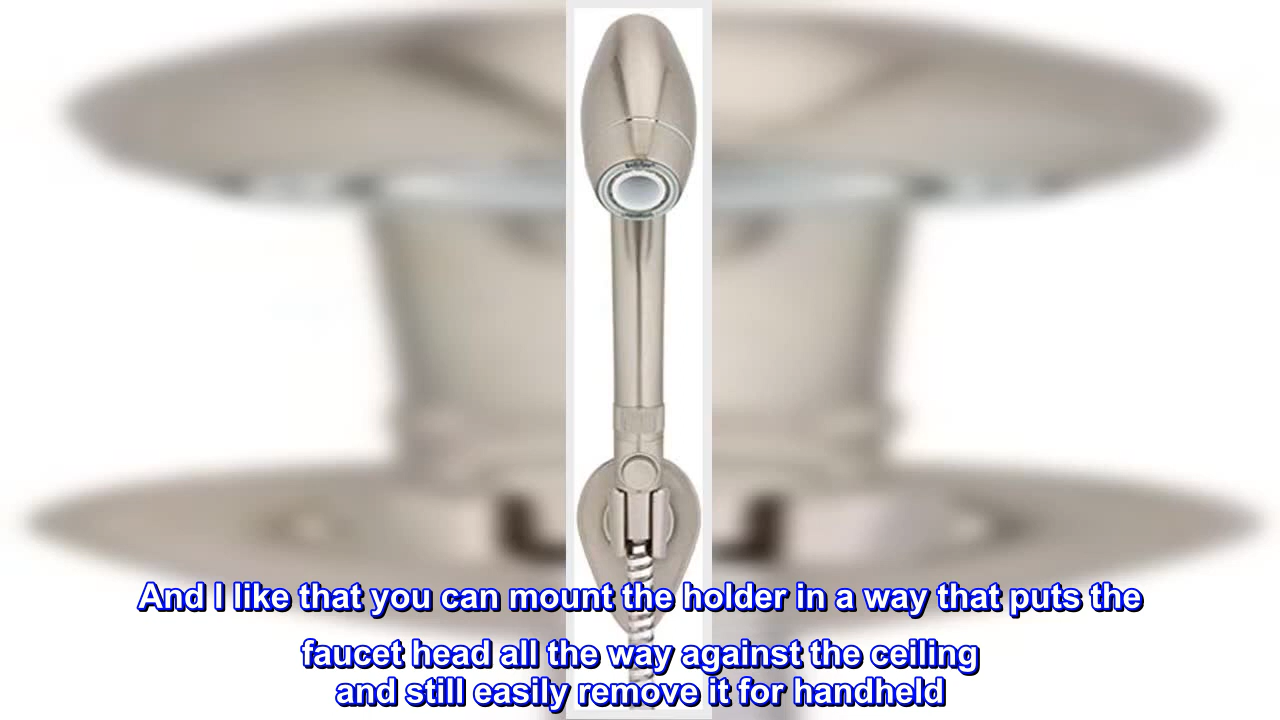 And I like that you can mount the holder in a way that puts the
faucet head all the way against the ceiling
and still easily remove it for handheld